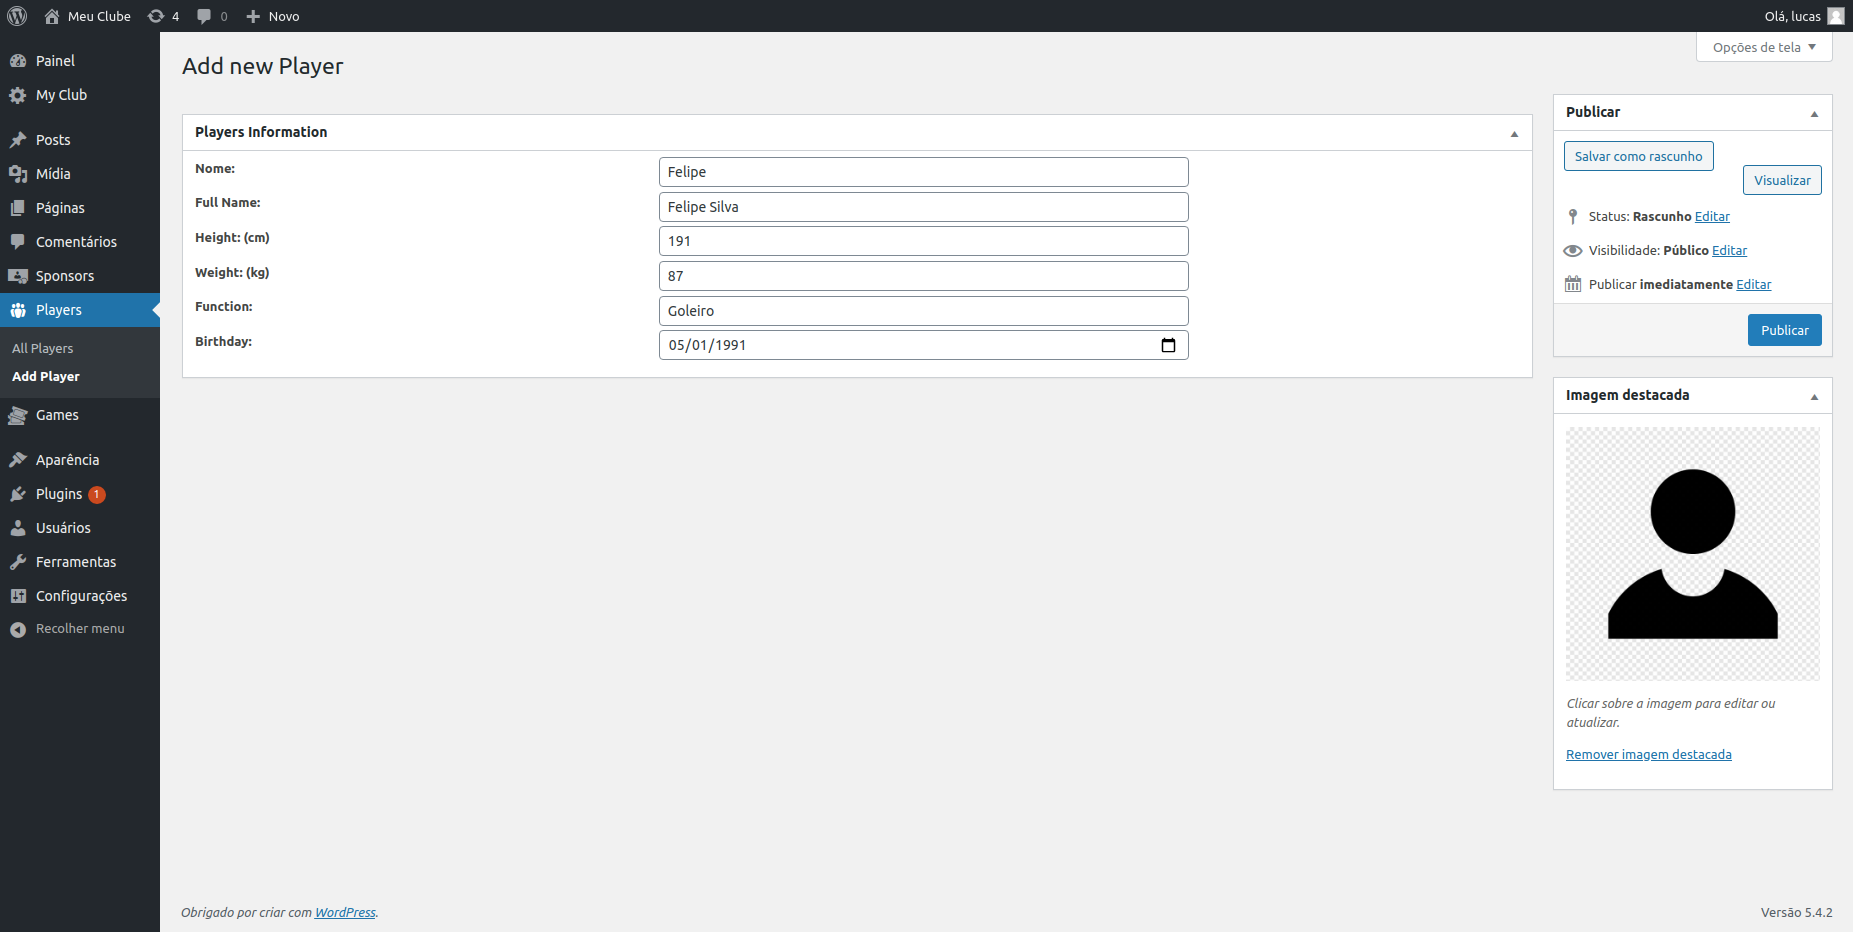 Meu Clube 4 0 Novo Olá, lucas
Opções de tela
Painel
My Club
Posts
Mídia
Páginas
Comentários
Sponsors
Players
All Players
Add Player
Games
Aparência
Plugins 1
Usuários
Ferramentas
Configurações
Recolher menu
Add new Player
Players Information
Nome: Felipe
Full Name: Felipe Silva
Height: (cm) 191
Weight: (kg) 87
Function: Goleiro
Birthday: 05/01/1991
Publicar
Salvar como rascunho
Visualizar
Status: Rascunho Editar
Visibilidade: Público Editar
Publicar imediatamente Editar
Publicar
Imagem destacada
Clicar sobre a imagem para editar ou
atualizar.
Remover imagem destacada
Obrigado por criar com WordPress. Versão 5.4.2